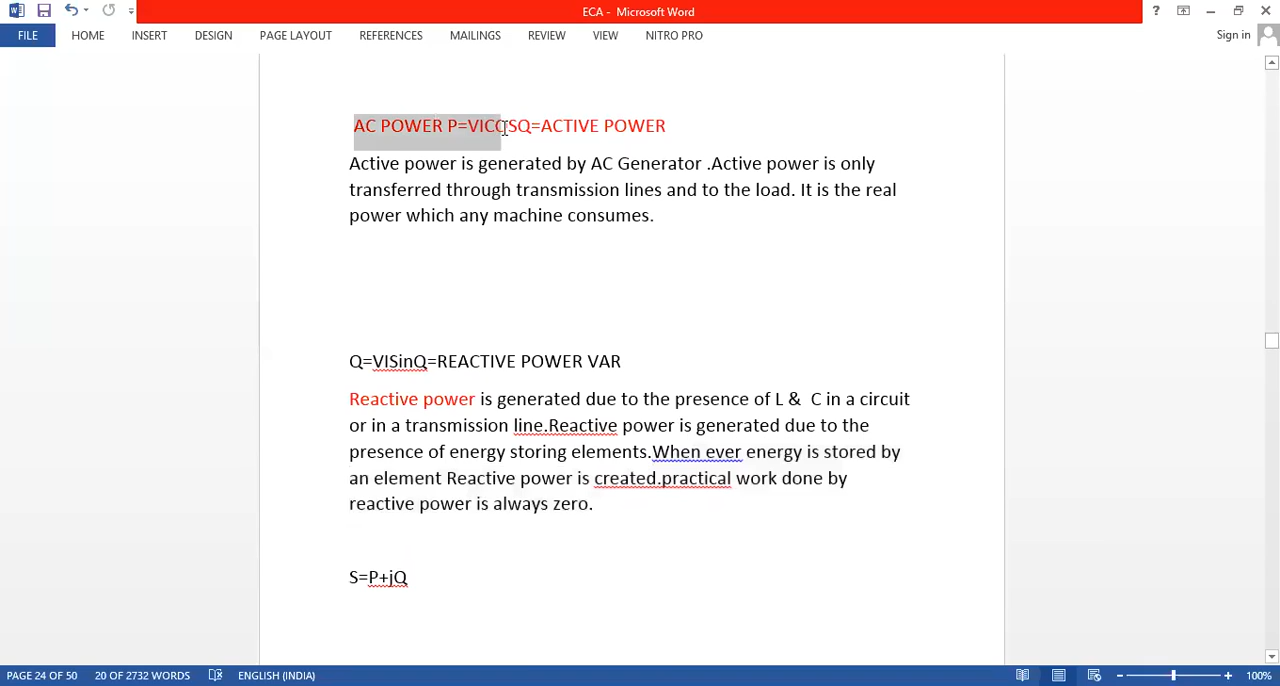 ECA - Microsoft Word
?
FILE HOME INSERT DESIGN PAGE LAYOUT REFERENCES MAILINGS REVIEW VIEW NITRO PRO Sign in
AC POWER P=VICOSQ=ACTIVE POWER
Active power is generated by AC Generator .Active power is only
transferred through transmission lines and to the load. It is the real
power which any machine consumes.
Q=VISinQ=REACTIVE POWER VAR
Reactive power is generated due to the presence of L & C in a circuit
or in a transmission line.Reactive power is generated due to the
presence of energy storing elements.When ever energy is stored by
an element Reactive power is created.practical work done by
reactive power is always zero.
S=P+jQ
PAGE 24 OF 50 20 OF 2732 WORDS ENGLISH (INDIA) 100%